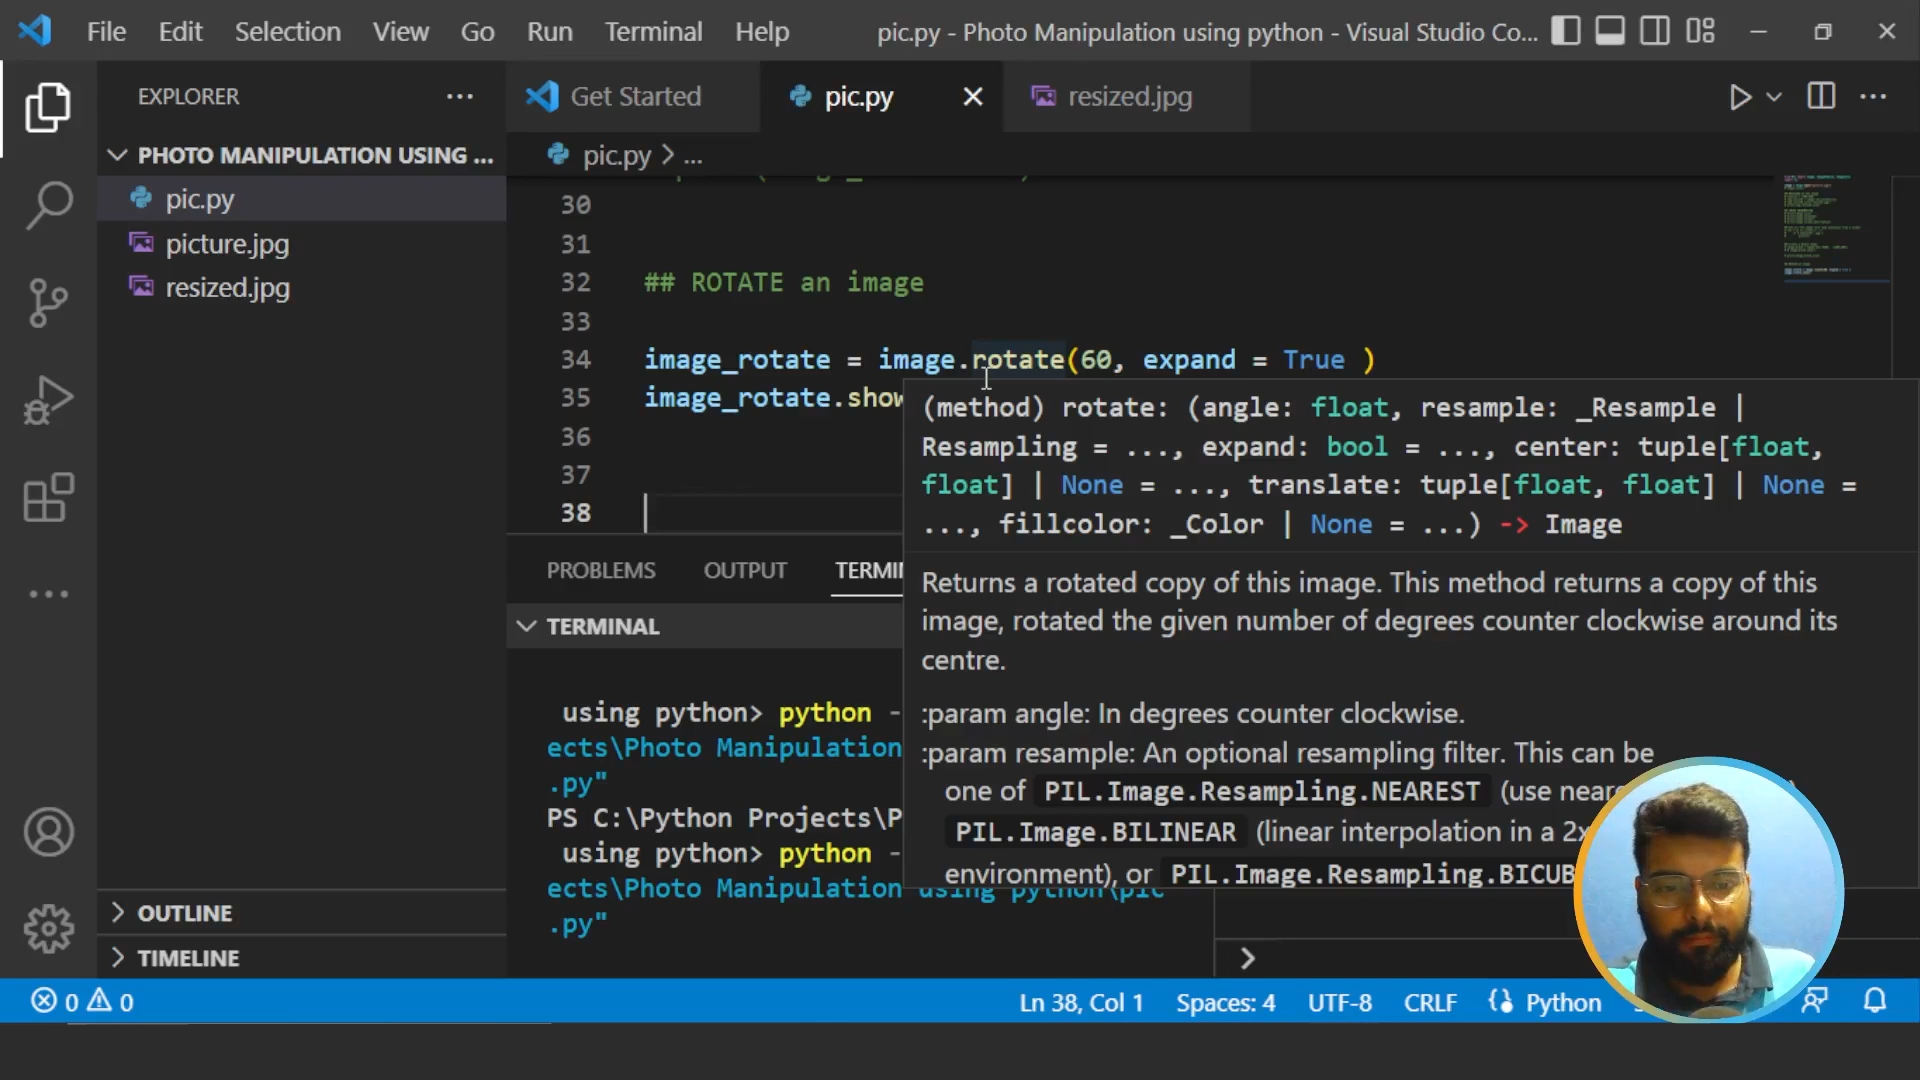 File Edit Selection View Go Run Terminal Help pic.py - Photo Manipulation using python - Visual Studio Co...
EXPLORER
PHOTO MANIPULATION USING ...
pic.py
picture.jpg
resized.jpg
OUTLINE
TIMELINE
Get Started pic.py resized.jpg
pic.py > ...
30
31
32 ## ROTATE an image
33
34 image_rotate = image.rotate(60, expand = True )
35 image_rotate.show
36
37
38
(method) rotate: (angle: float, resample: _Resample |
Resampling = ..., expand: bool = ..., center: tuple[float,
float] | None = ..., translate: tuple[float, float] | None =
..., fillcolor: _Color | None = ...) -> Image
Returns a rotated copy of this image. This method returns a copy of this
image, rotated the given number of degrees counter clockwise around its
centre.
:param angle: In degrees counter clockwise.
:param resample: An optional resampling filter. This can be
one of PIL.Image.Resampling.NEAREST (use
PIL.Image.BILINEAR (linear interpolation in a
environment), or PIL.Image.Resampling.
PROBLEMS OUTPUT
TERMINAL
using python> python -
ects\Photo Manipulation
.py"
PS C:\Python Projects\P
using python> python -
ects\Photo Manipulation using python\pic
.py"
0 0 Ln 38, Col 1 Spaces: 4 UTF-8 CRLF Python